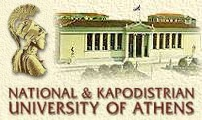 NATIONAL & KAPODISTRIAN
UNIVERSITY OF ATHENS